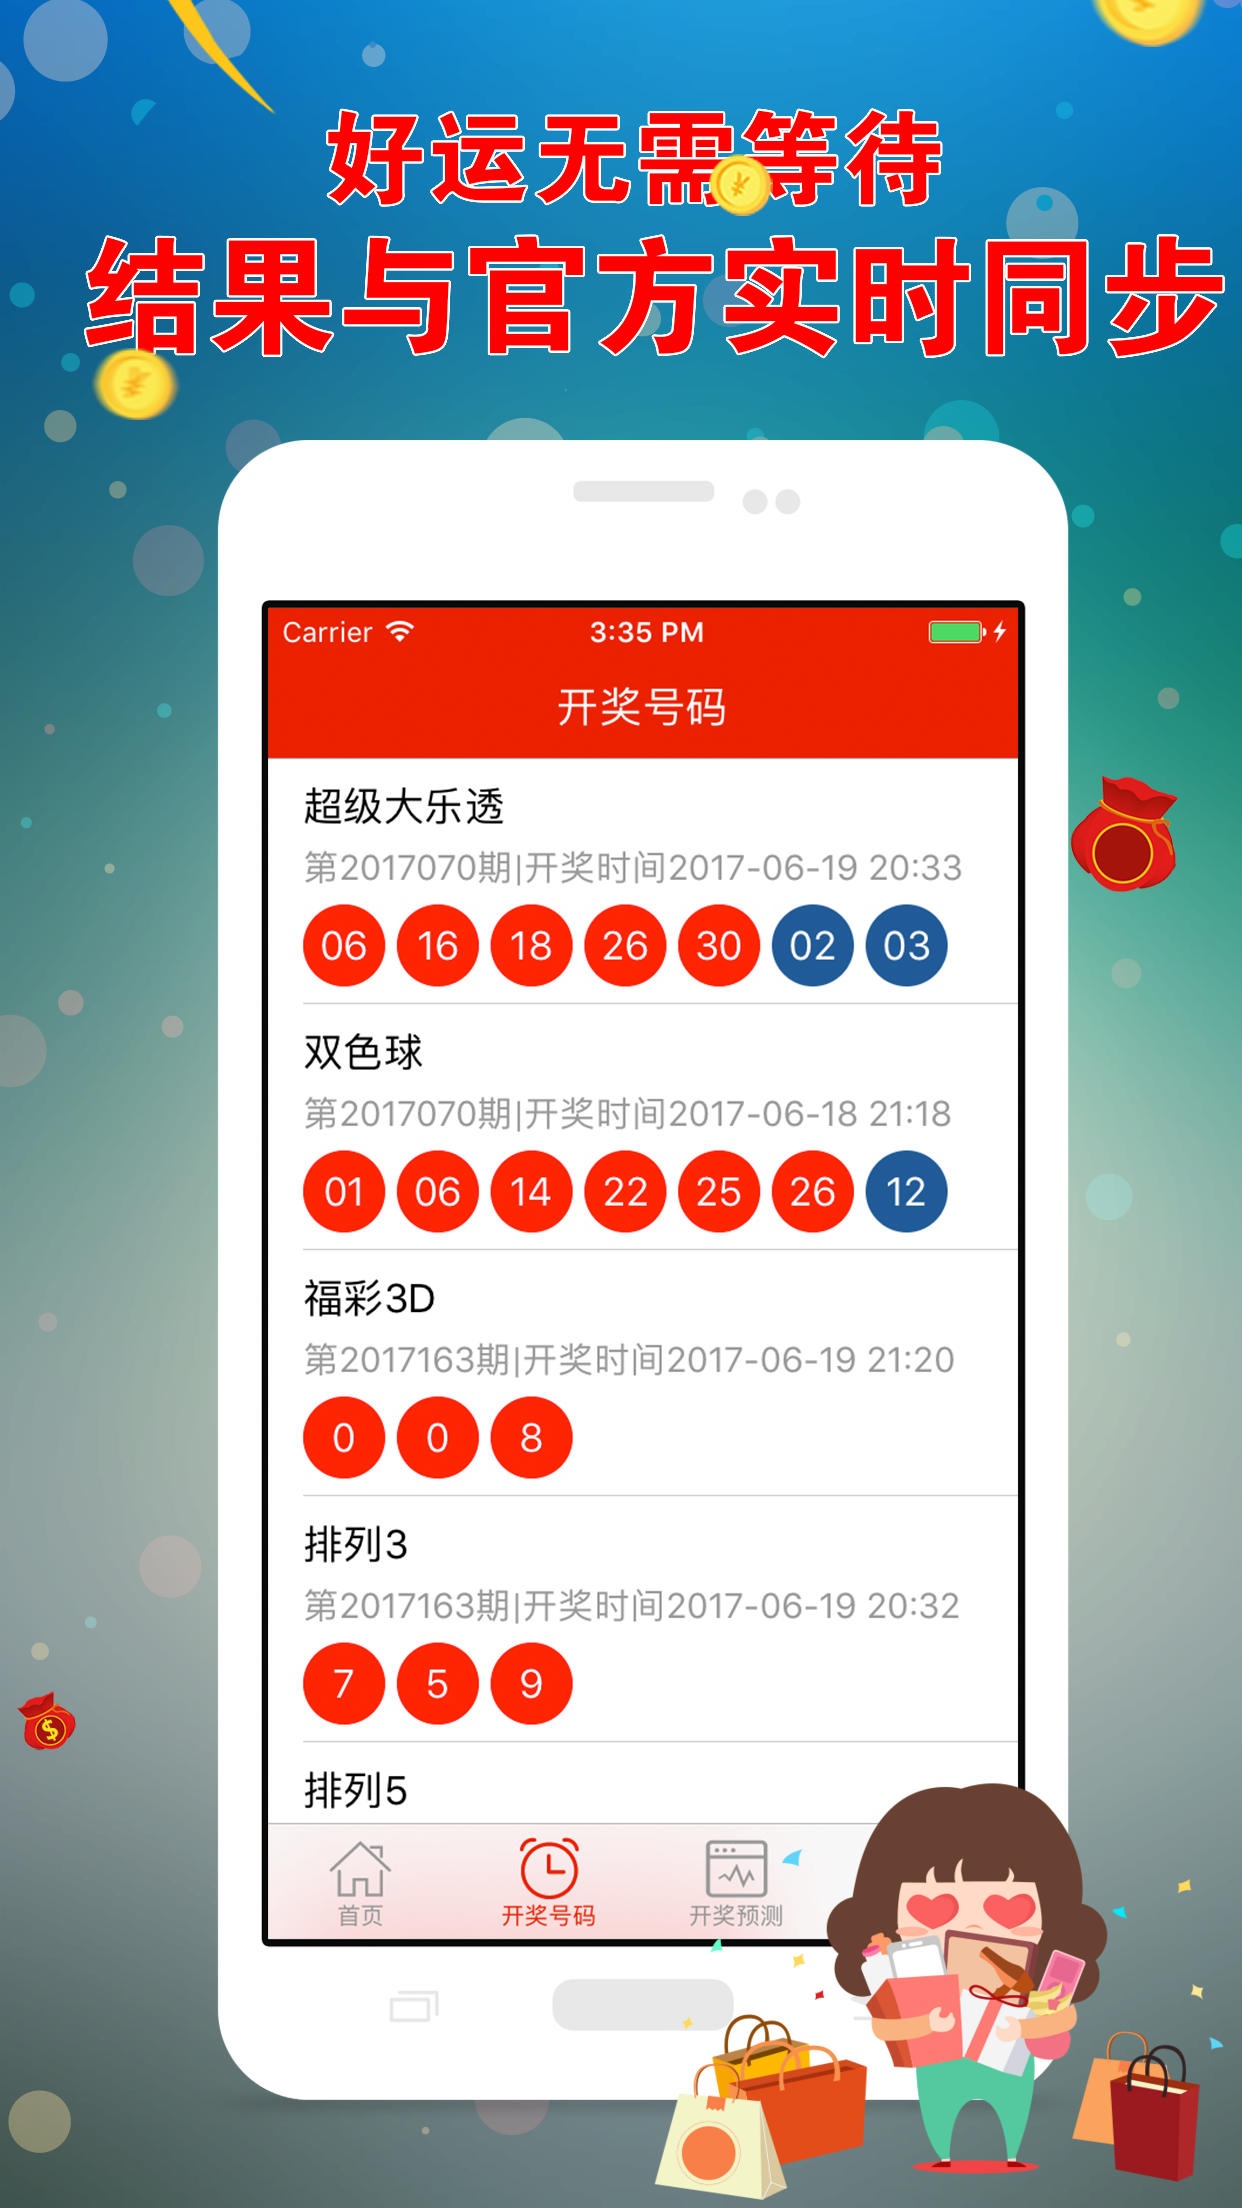 好运无需等待
结果与官方实时同步
Carrier 3:35 PM
开奖号码
超级大乐透
第2017070期|开奖时间2017-06-19 20:33
06 16 18 26 30 02 03
双色球
第2017070期|开奖时间2017-06-18 21:18
01 06 14 22 25 26 12
福彩3D
第2017163期|开奖时间2017-06-19 21:20
0 0 8
排列3
第2017163期|开奖时间2017-06-19 20:32
7 5 9
排列5
首页 开奖号码 开奖预测